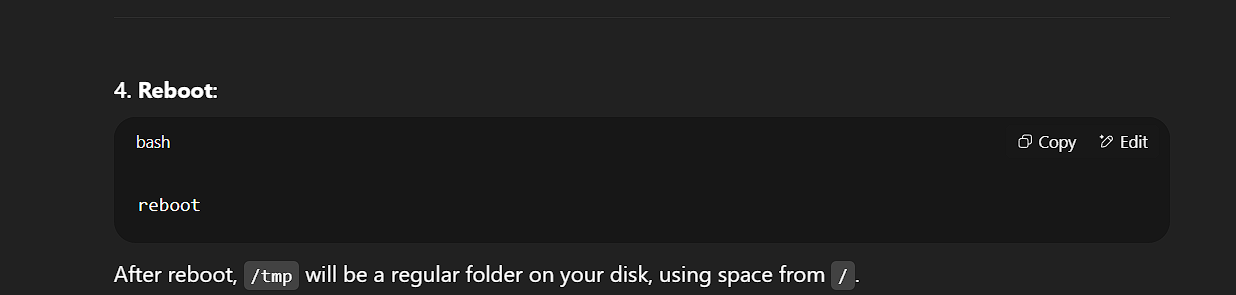 4. Reboot:
bash Copy Edit
reboot
After reboot, /tmp will be a regular folder on your disk, using space from / .